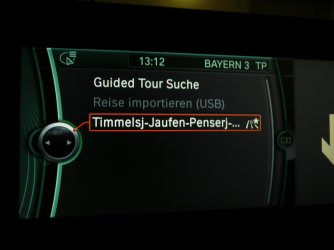 13:12 BAYERN 3 TP
Guided Tour Suche
Reise importieren (USB)
Timmelsj-Jaufen-Penserj-...